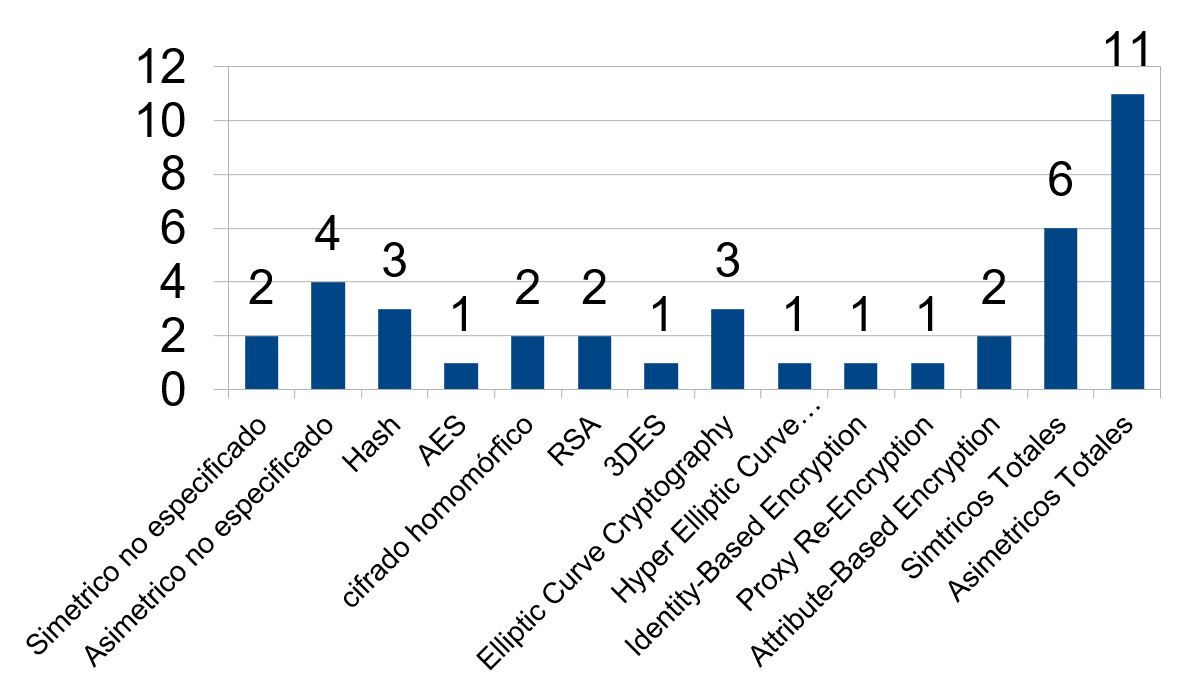 12
10
8
6
4
2
0
2
4
3
1
2
2
1
3
1
1
1
2
6
11
Simetrico no especificado
Asimetrico no especificado
Hash
AES
cifrado homomórfico
RSA
3DES
Elliptic Curve Cryptography
Hyper Elliptic Curve…
Identity-Based Encryption
Proxy Re-Encryption
Attribute-Based Encryption
Simtricos Totales
Asimetricos Totales